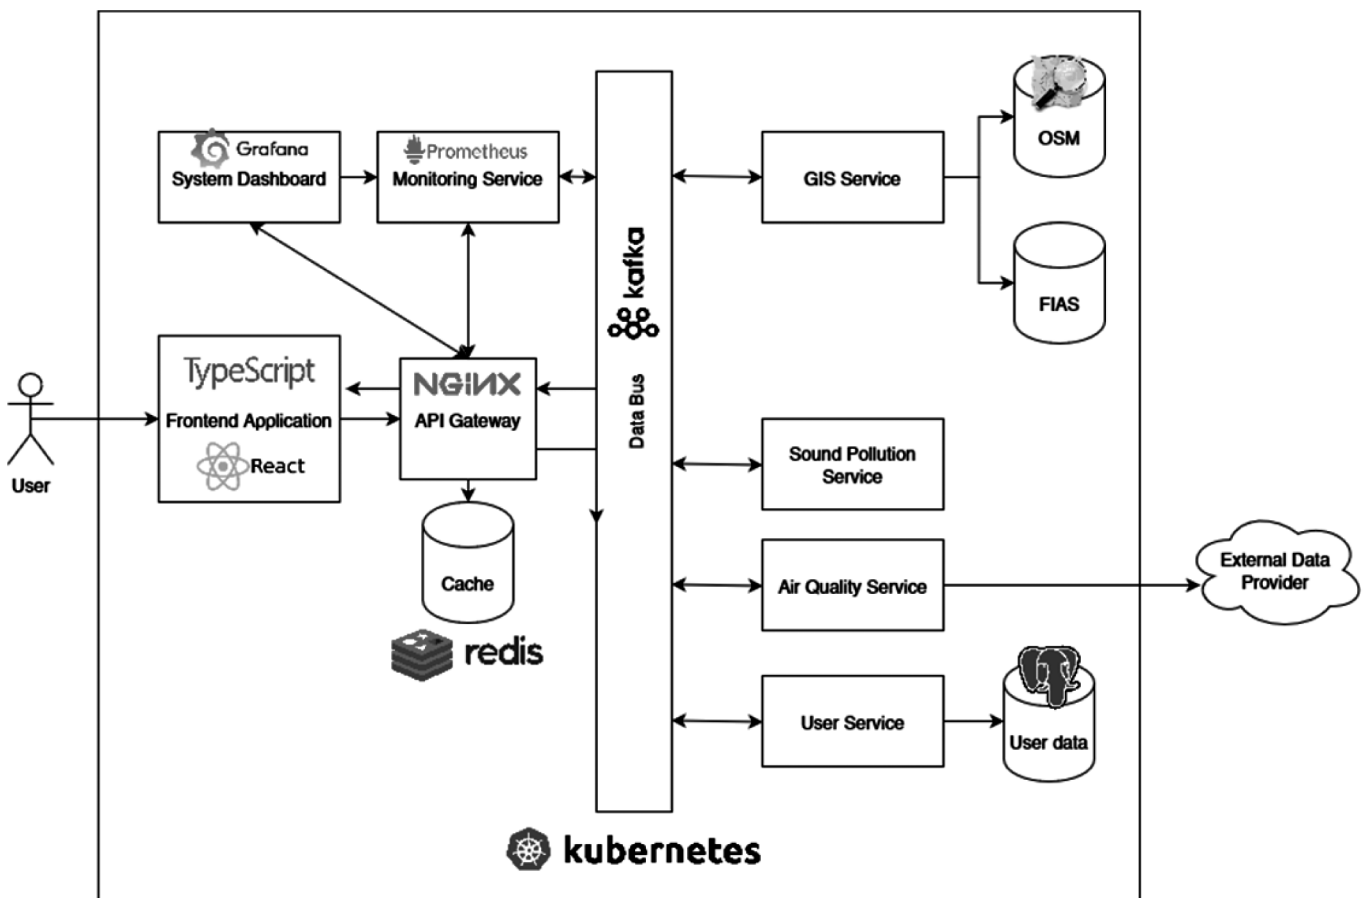 Grafana
System Dashboard
Prometheus
Monitoring Service
GIS Service
OSM
FIAS
kafka
Data Bus
TypeScript
Frontend Application
React
User
NGINX
API Gateway
Cache
redis
Sound Pollution
Service
Air Quality Service
External Data
Provider
User Service
User data
kubernetes